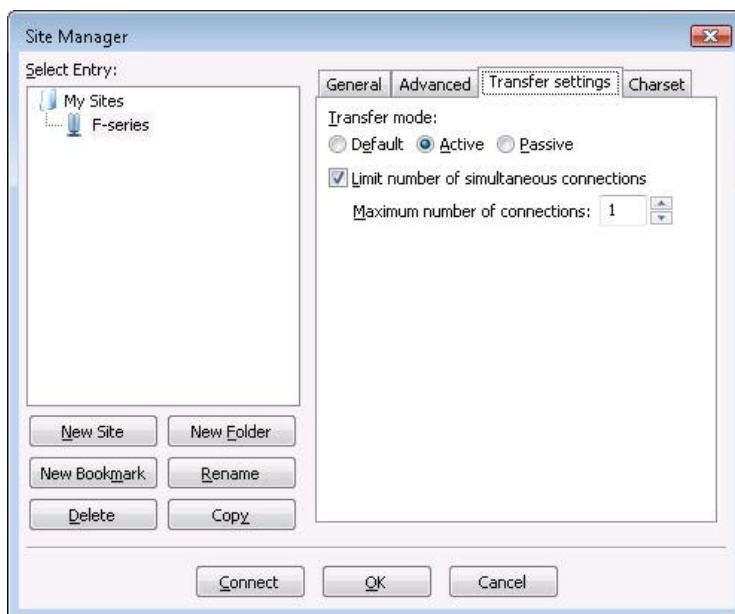 Site Manager
Select Entry:
My Sites
F-series
New Site New Folder
New Bookmark Rename
Delete Copy
General Advanced Transfer settings Charset
Transfer mode:
Default Active Passive
Limit number of simultaneous connections
Maximum number of connections: 1
Connect OK Cancel